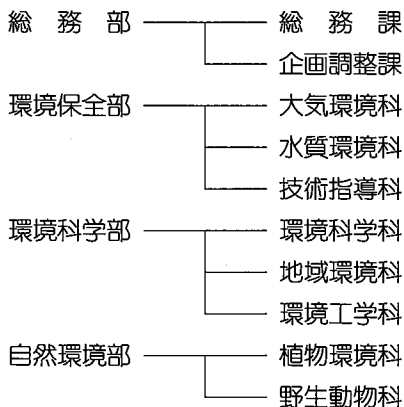 総務部 総務課
企画調整課
環境保全部 大気環境科
水質環境科
技術指導科
環境科学部 環境科学科
地域環境科
環境工学科
自然環境部 植物環境科
野生動物科